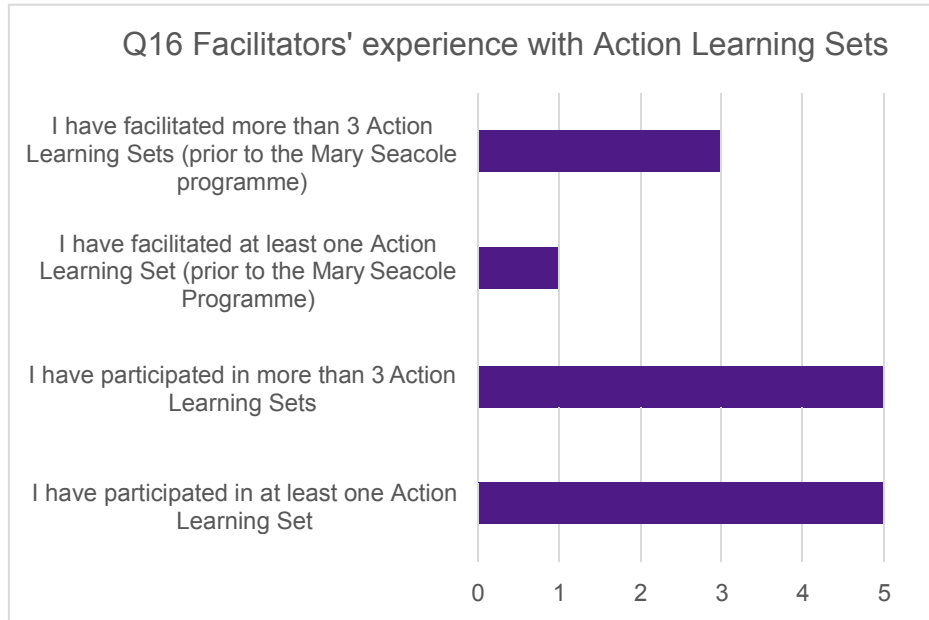 Q16 Facilitators' experience with Action Learning Sets
I have facilitated more than 3 Action
Learning Sets (prior to the Mary Seacole
programme)
I have facilitated at least one Action
Learning Set (prior to the Mary Seacole
Programme)
I have participated in more than 3 Action
Learning Sets
I have participated in at least one Action
Learning Set
0 1 2 3 4 5